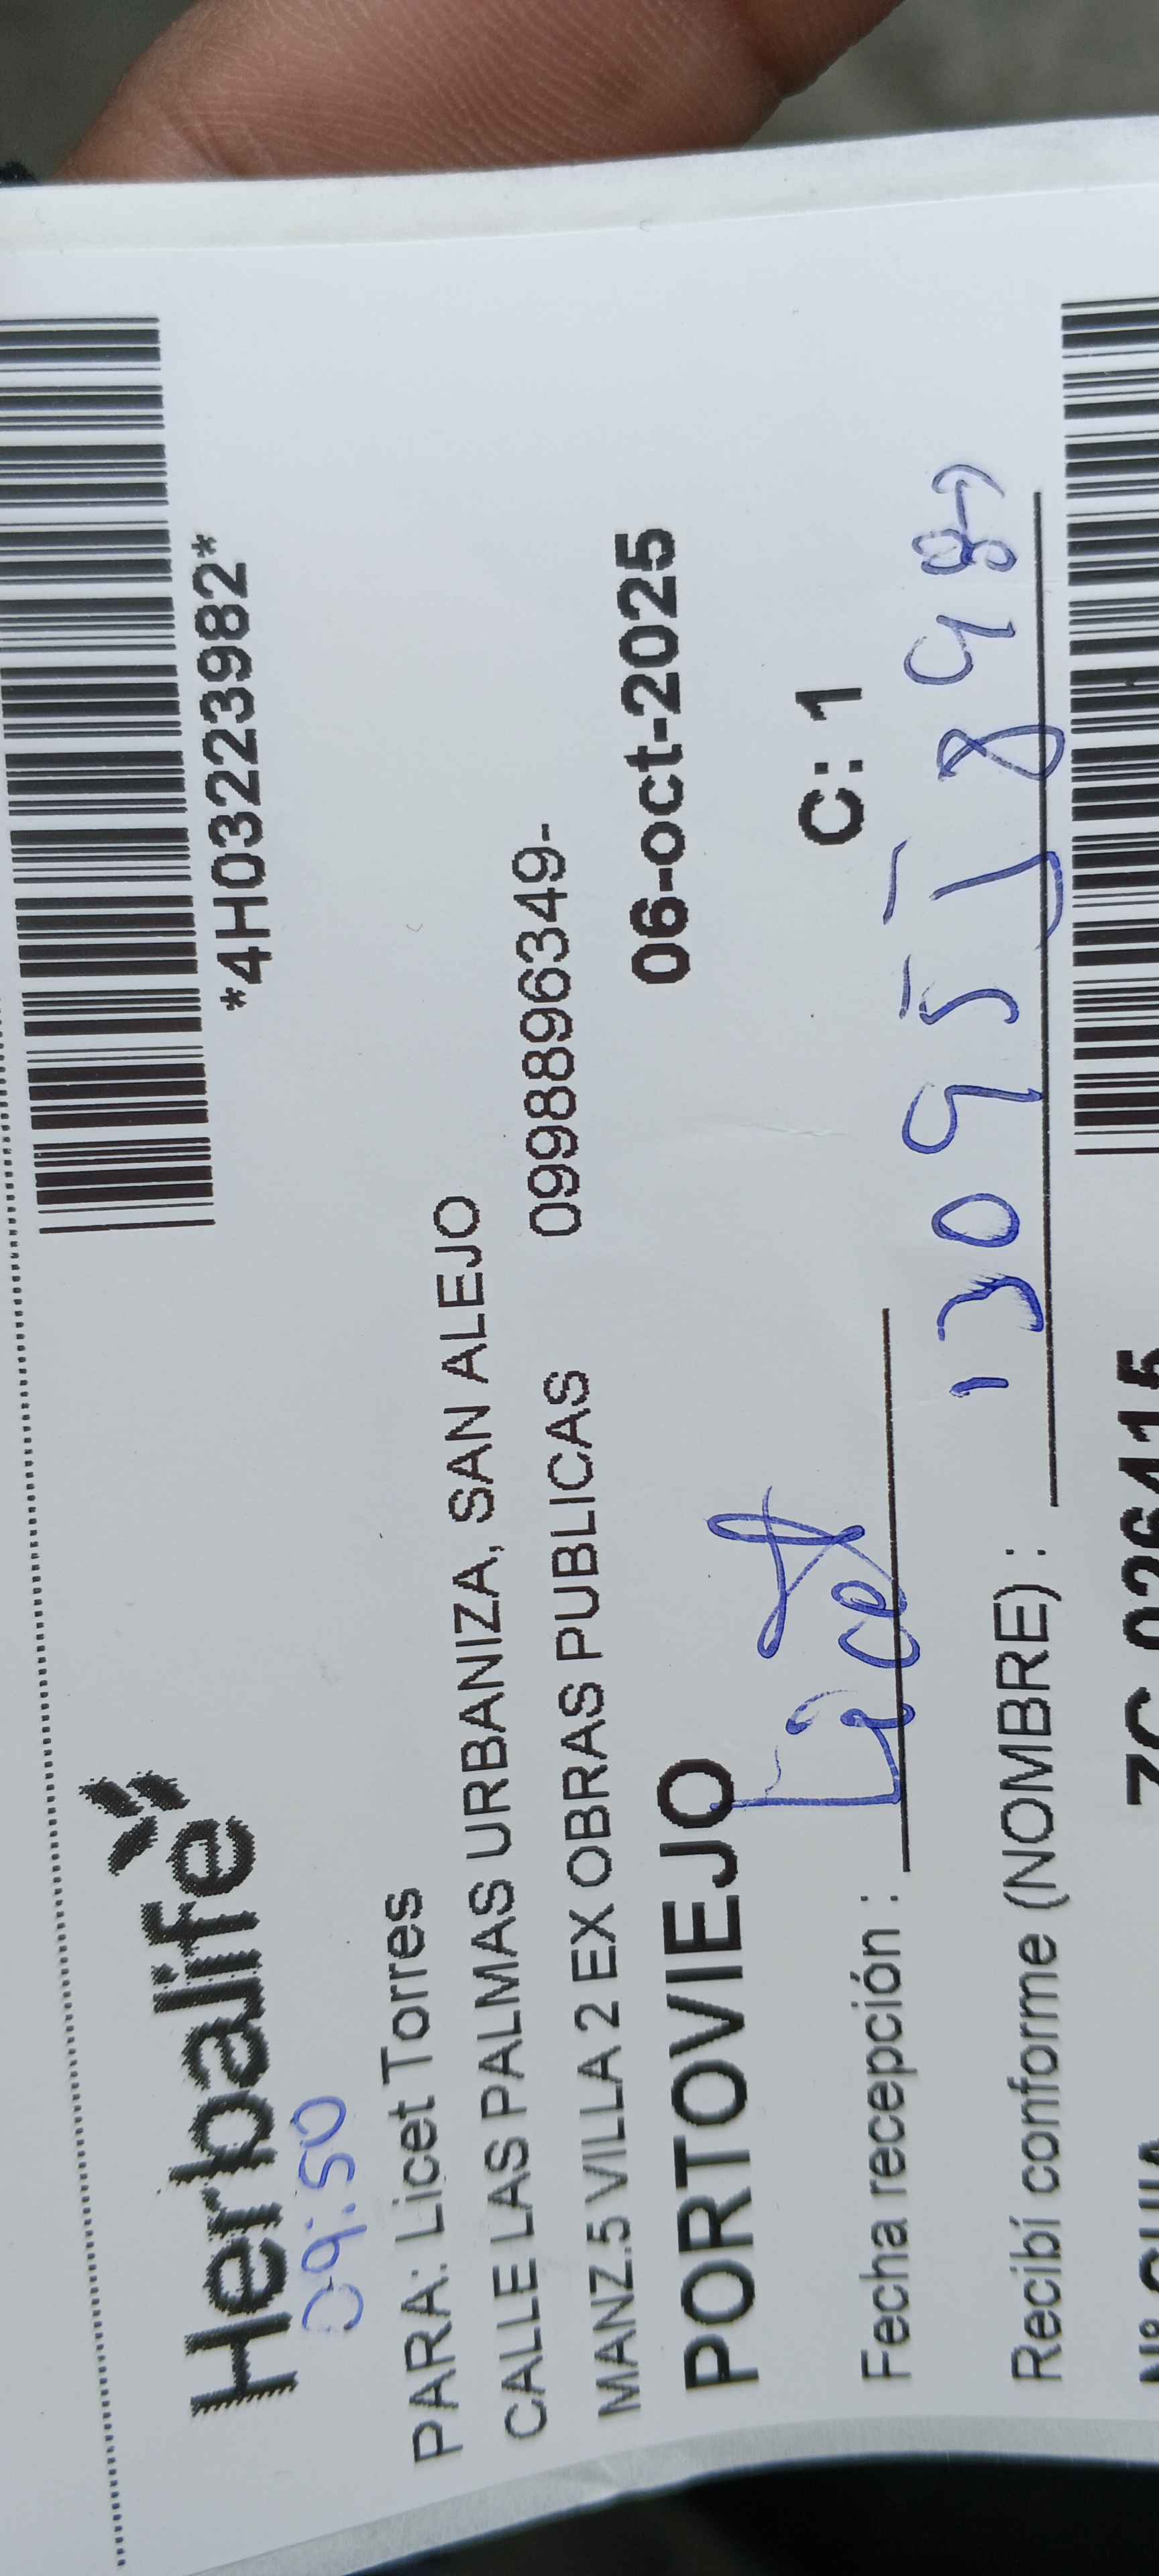 *4H03223982*
Herbalife
09:50
PARA: Licet Torres
CALLE LAS PALMAS URBANIZA, SAN ALEJO
MANZ.5 VILLA 2 EX OBRAS PUBLICAS 0998896349-
PORTOVIEJO 06-oct-2025
C: 1
Fecha recepción : Licet
Recibí conforme (NOMBRE) :